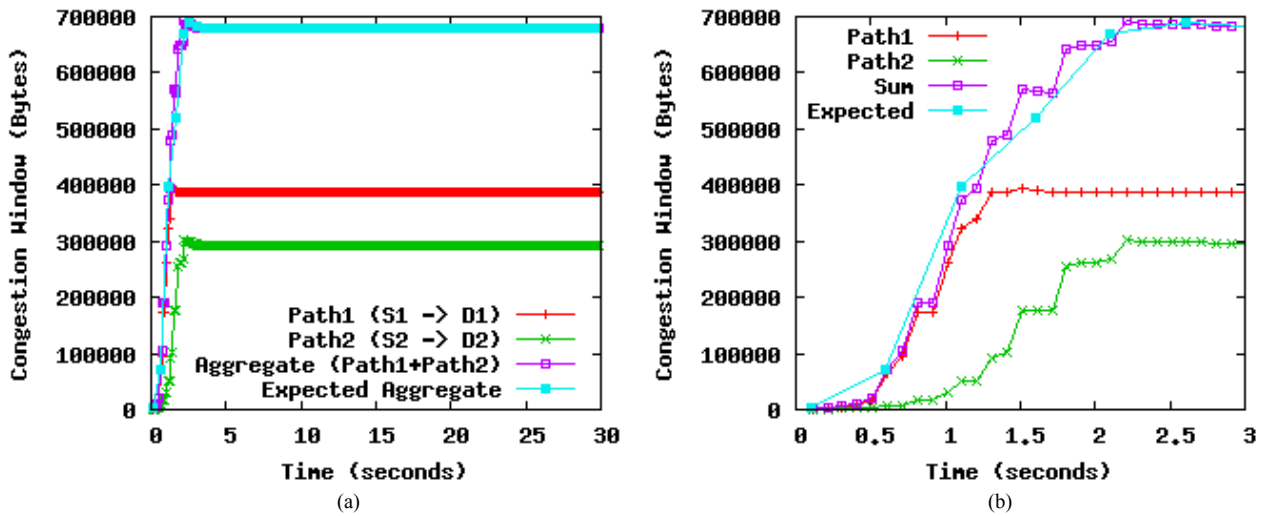 700000
600000
500000
400000
300000
200000
100000
0
Congestion Window (Bytes)
Path1 (S1 -> D1)
Path2 (S2 -> D2)
Aggregate (Path1+Path2)
Expected Aggregate
0 5 10 15 20 25 30
Time (seconds)
(a)
700000
600000
500000
400000
300000
200000
100000
0
Congestion Window (Bytes)
Path1
Path2
Sum
Expected
0 0.5 1 1.5 2 2.5 3
Time (seconds)
(b)